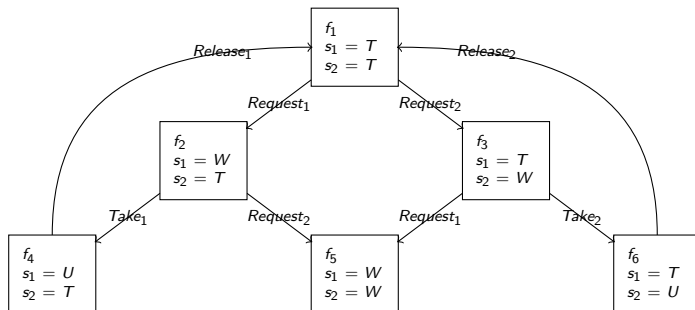 f₁
s₁ = T
s₂ = T
Release₁
Release₂
Request₁
Request₂
f₂
s₁ = W
s₂ = T
f₃
s₁ = T
s₂ = W
Take₁
Request₂
Request₁
Take₂
f₄
s₁ = U
s₂ = T
f₅
s₁ = W
s₂ = W
f₆
s₁ = T
s₂ = U